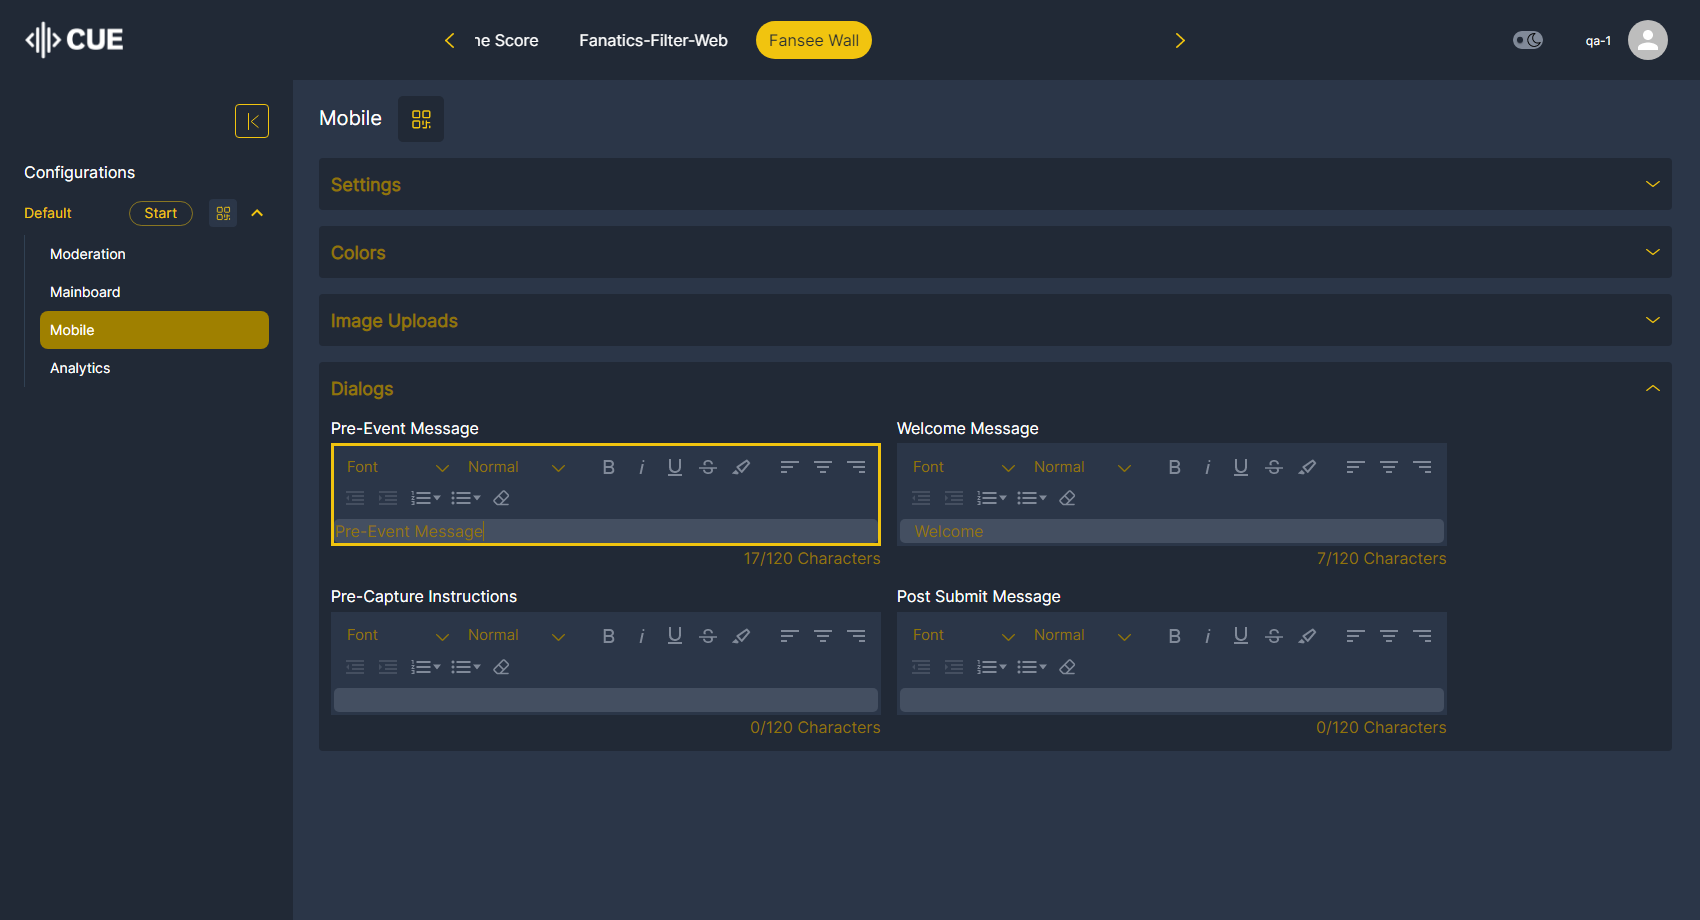 CUE
ne Score
Fanatics-Filter-Web
Fansee Wall
qa-1
Configurations
Default
Start
Moderation
Mainboard
Mobile
Analytics
Mobile
Settings
Colors
Image Uploads
Dialogs
Pre-Event Message
Font
Normal
B i U S
Pre-Event Message
17/120 Characters
Welcome Message
Font
Normal
B i U S
Welcome
7/120 Characters
Pre-Capture Instructions
Font
Normal
B i U S
0/120 Characters
Post Submit Message
Font
Normal
B i U S
0/120 Characters